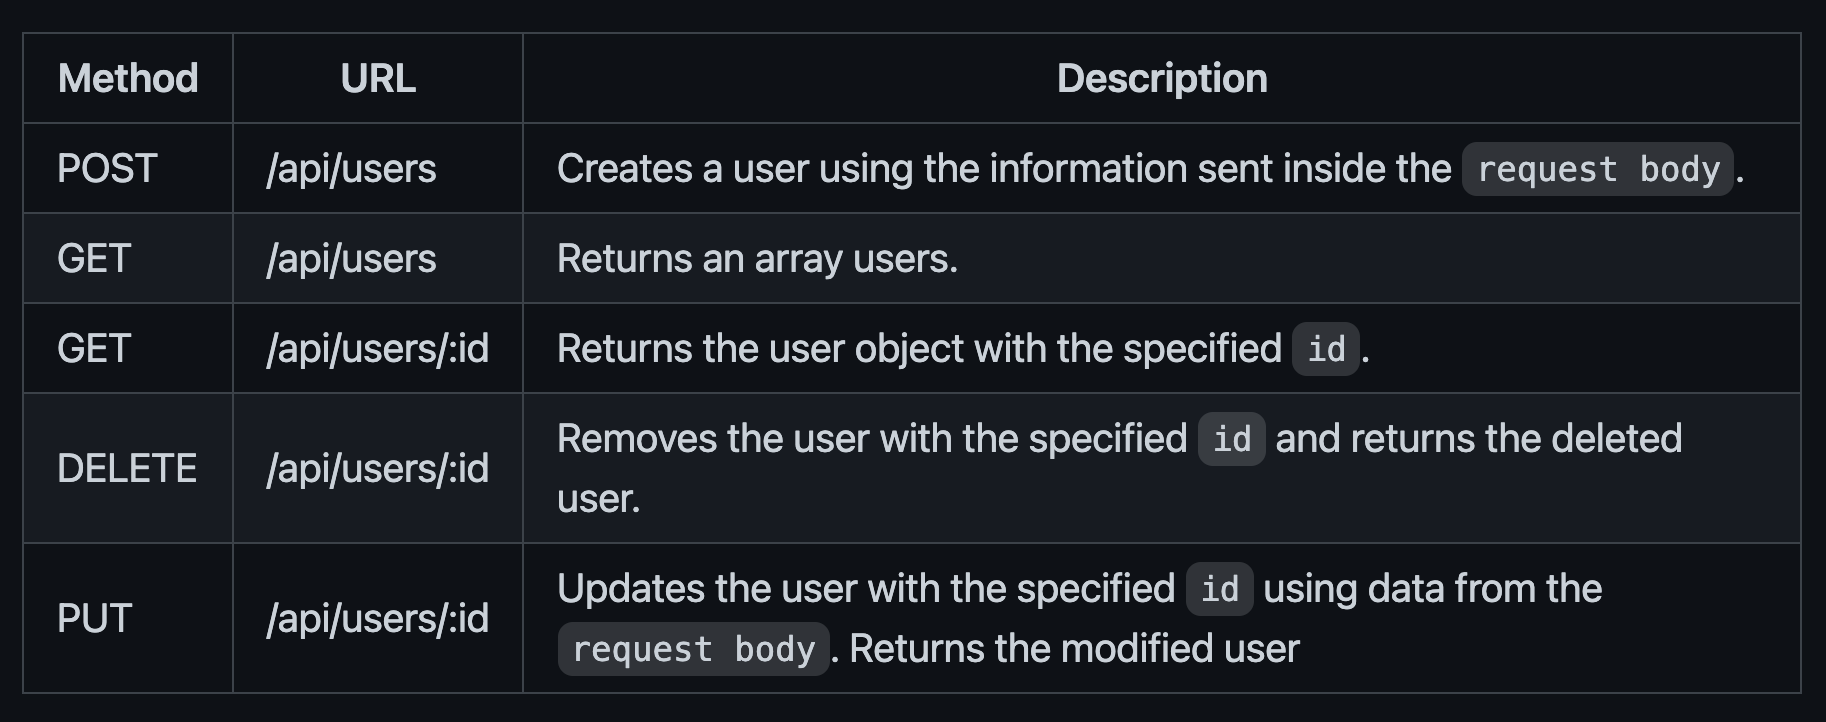 Method URL Description
POST /api/users Creates a user using the information sent inside the request body.
GET /api/users Returns an array users.
GET /api/users/:id Returns the user object with the specified id.
DELETE /api/users/:id Removes the user with the specified id and returns the deleted
user.
PUT /api/users/:id Updates the user with the specified id using data from the
request body. Returns the modified user